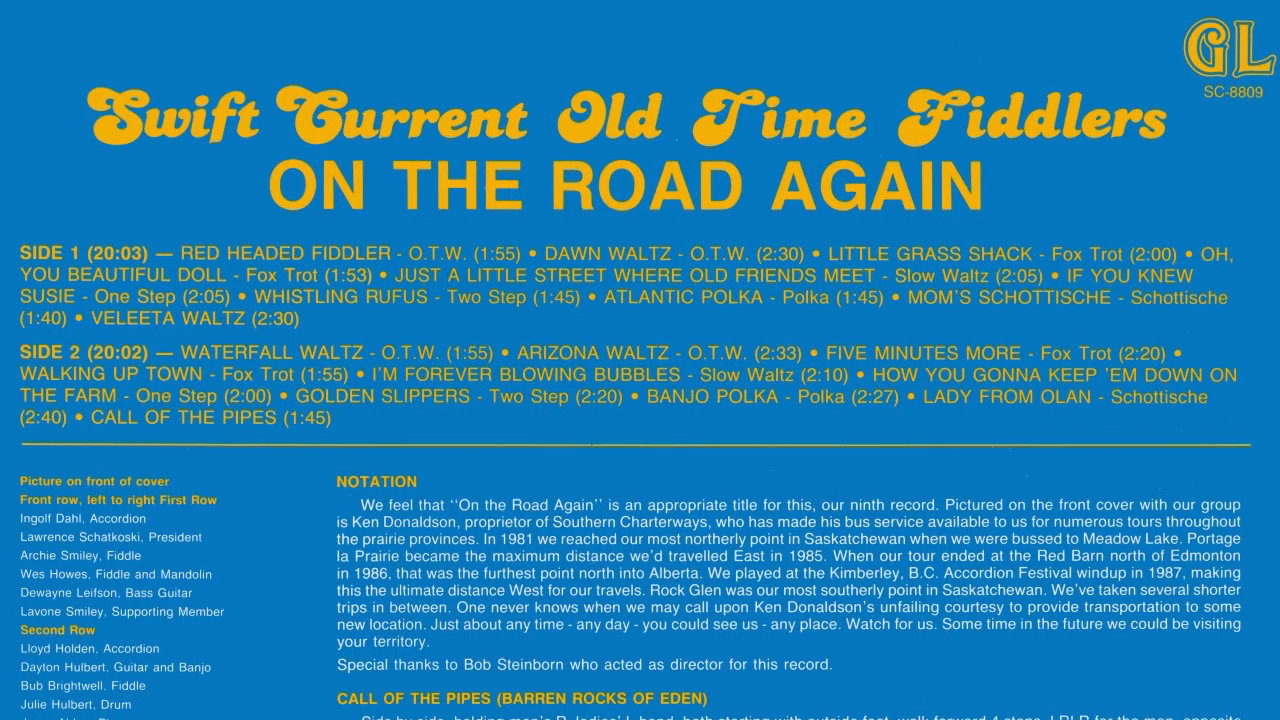 GL
SC-8809
Swift Current Old Time Fiddlers
ON THE ROAD AGAIN
SIDE 1 (20:03) — RED HEADED FIDDLER - O.T.W. (1:55) • DAWN WALTZ - O.T.W. (2:30) • LITTLE GRASS SHACK - Fox Trot (2:00) • OH,
YOU BEAUTIFUL DOLL - Fox Trot (1:53) • JUST A LITTLE STREET WHERE OLD FRIENDS MEET - Slow Waltz (2:05) • IF YOU KNEW
SUSIE - One Step (2:05) • WHISTLING RUFUS - Two Step (1:45) • ATLANTIC POLKA - Polka (1:45) • MOM'S SCHOTTISCHE - Schottische
(1:40) • VELEETA WALTZ (2:30)
SIDE 2 (20:02) — WATERFALL WALTZ - O.T.W. (1:55) • ARIZONA WALTZ - O.T.W. (2:33) • FIVE MINUTES MORE - Fox Trot (2:20) •
WALKING UP TOWN - Fox Trot (1:55) • I'M FOREVER BLOWING BUBBLES - Slow Waltz (2:10) • HOW YOU GONNA KEEP 'EM DOWN ON
THE FARM - One Step (2:00) • GOLDEN SLIPPERS - Two Step (2:20) • BANJO POLKA - Polka (2:27) • LADY FROM OLAN - Schottische
(2:40) • CALL OF THE PIPES (1:45)
Picture on front of cover
Front row, left to right First Row
Ingolf Dahl, Accordion
Lawrence Schatkoski, President
Archie Smiley, Fiddle
Wes Howes, Fiddle and Mandolin
Dewayne Leifson, Bass Guitar
Lavone Smiley, Supporting Member
Second Row
Lloyd Holden, Accordion
Dayton Hulbert, Guitar and Banjo
Bub Brightwell. Fiddle
Julie Hulbert, Drum
NOTATION
We feel that ‘‘On the Road Again’’ is an appropriate title for this, our ninth record. Pictured on the front cover with our group
is Ken Donaldson, proprietor of Southern Charterways, who has made his bus service available to us for numerous tours throughout
the prairie provinces. In 1981 we reached our most northerly point in Saskatchewan when we were bussed to Meadow Lake. Portage
la Prairie became the maximum distance we'd travelled East in 1985. When our tour ended at the Red Barn north of Edmonton
in 1986, that was the furthest point north into Alberta. We played at the Kimberley, B.C. Accordion Festival windup in 1987, making
this the ultimate distance West for our travels. Rock Glen was our most southerly point in Saskatchewan. We've taken several shorter
trips in between. One never knows when we may call upon Ken Donaldson's unfailing courtesy to provide transportation to some
new location. Just about any time - any day - you could see us - any place. Watch for us. Some time in the future we could be visiting
your territory.
Special thanks to Bob Steinborn who acted as director for this record.
CALL OF THE PIPES (BARREN ROCKS OF EDEN)